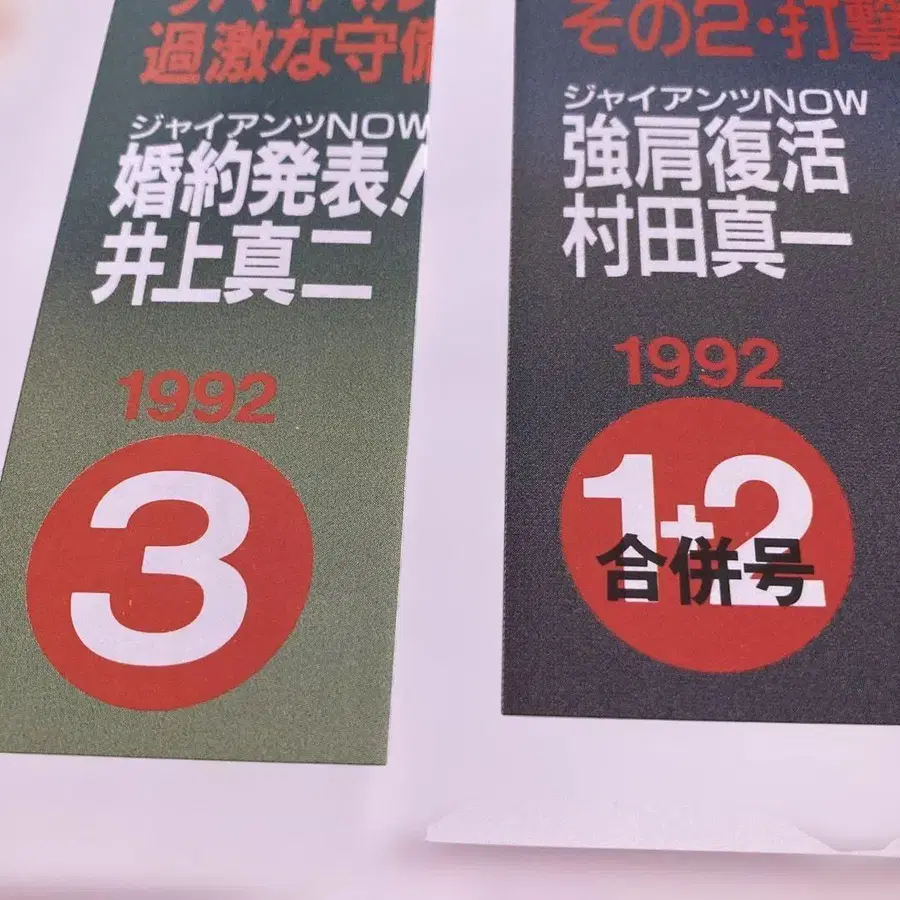 過激な守備
ジャイアンツNOW
婚約発表!
井上真二
1992
3
その2・打撃
ジャイアンツNOW
強肩復活
村田真一
1992
1+2
合併号